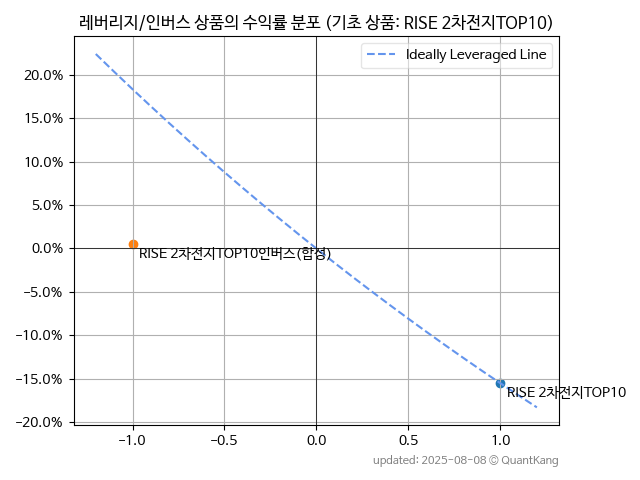 레버리지/인버스 상품의 수익률 분포 (기초 상품: RISE 2차전지TOP10)
Ideally Leveraged Line
20.0%
15.0%
10.0%
5.0%
0.0%
−5.0%
−10.0%
−15.0%
−20.0%
RISE 2차전지TOP10인버스(합성)
RISE 2차전지TOP10
−1.0 −0.5 0.0 0.5 1.0
updated: 2025-08-08 © QuantKang